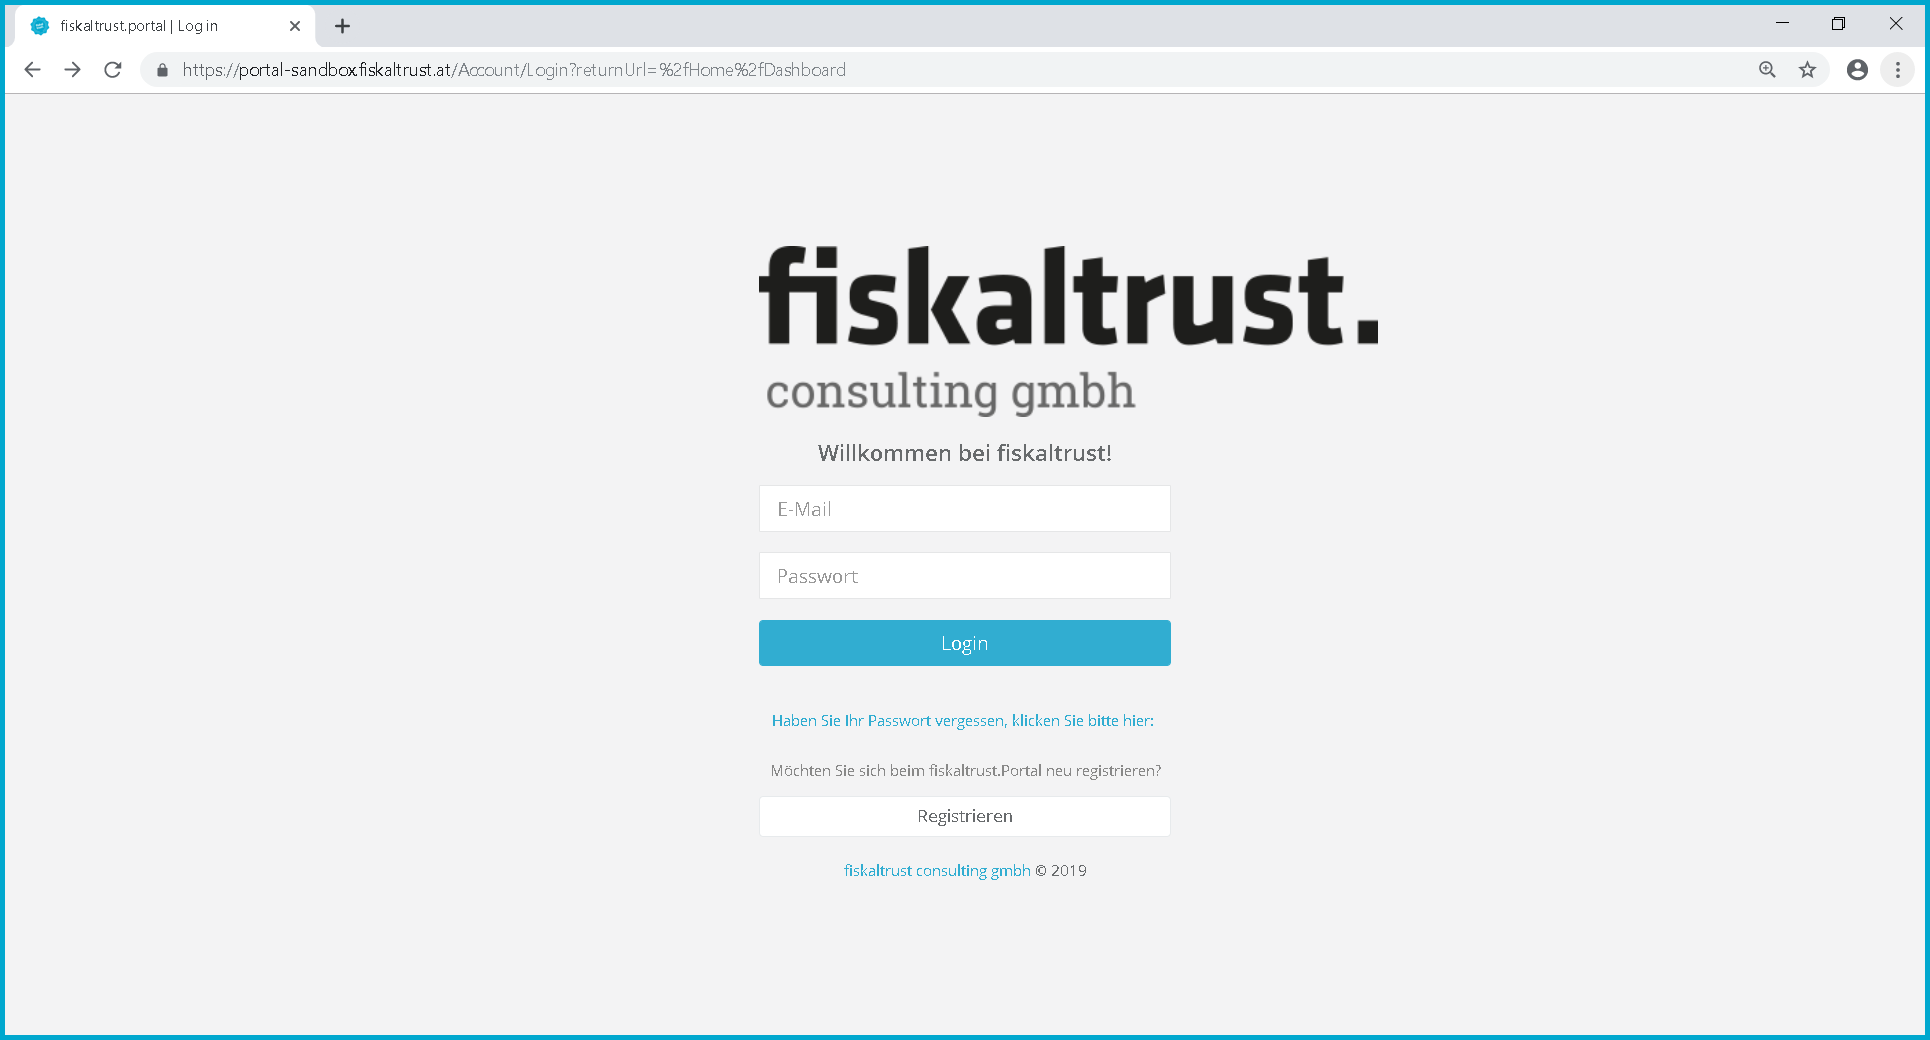 fiskaltrust.portal | Log in
https://portal-sandbox.fiskaltrust.at/Account/Login?returnUrl=%2fHome%2fDashboard
fiskaltrust.
consulting gmbh
Willkommen bei fiskaltrust!
E-Mail
Passwort
Login
Haben Sie Ihr Passwort vergessen, klicken Sie bitte hier:
Möchten Sie sich beim fiskaltrust.Portal neu registrieren?
Registrieren
fiskaltrust consulting gmbh © 2019